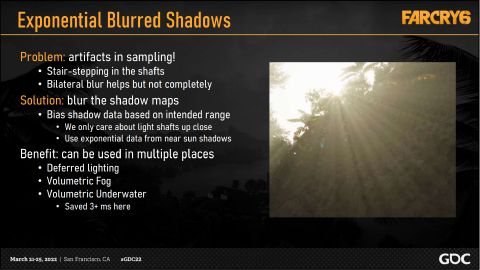 Exponential Blurred Shadows
FARCRY6
Problem: artifacts in sampling!
• Stair-stepping in the shafts
• Bilateral blur helps but not completely
Solution: blur the shadow maps
• Bias shadow data based on intended range
• We only care about light shafts up close
• Use exponential data from near sun shadows
Benefit: can be used in multiple places
• Deferred lighting
• Volumetric Fog
• Volumetric Underwater
• Saved 3+ ms here
March 21-25, 2022 | San Francisco, CA #GDC22
GDC